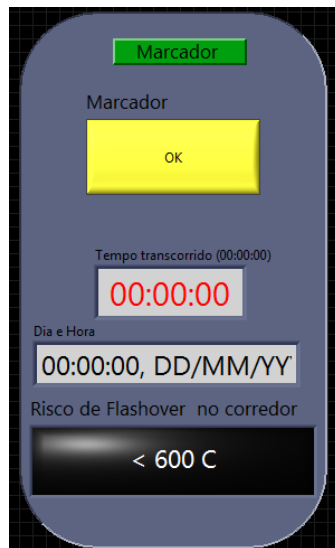 Marcador
Marcador
OK
Tempo transcorrido (00:00:00)
00:00:00
Dia e Hora
00:00:00, DD/MM/YY
Risco de Flashover no corredor
< 600 C